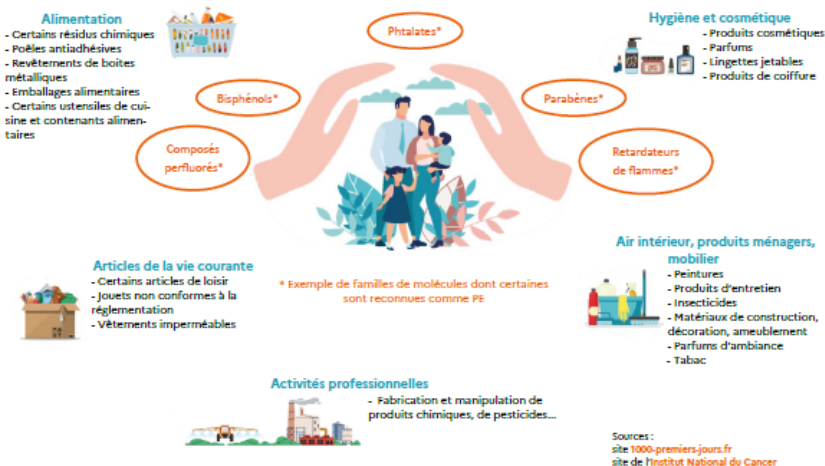 Alimentation
- Certains résidus chimiques
- Poêles antiadhésives
- Revêtements de boites
métalliques
- Emballages alimentaires
- Certains ustensiles de cui-
sine et contenants alimen-
taires
Phtalates*
Bisphénols*
Composés
perfluorés*
Parabènes*
Retardateurs
de flammes*
Hygiène et cosmétique
- Produits cosmétiques
- Parfums
- Lingettes jetables
- Produits de coiffure
Articles de la vie courante
- Certains articles de loisir
- Jouets non conformes à la
réglementation
- Vêtements imperméables
* Exemple de familles de molécules dont certaines
sont reconnues comme PE
Air intérieur, produits ménagers,
mobilier
- Peintures
- Produits d'entretien
- Insecticides
- Matériaux de construction,
décoration, ameublement
- Parfums d'ambiance
- Tabac
Activités professionnelles
- Fabrication et manipulation de
produits chimiques, de pesticides...
Sources :
site 1000-premiers-jours.fr
site de l'Institut National du Cancer